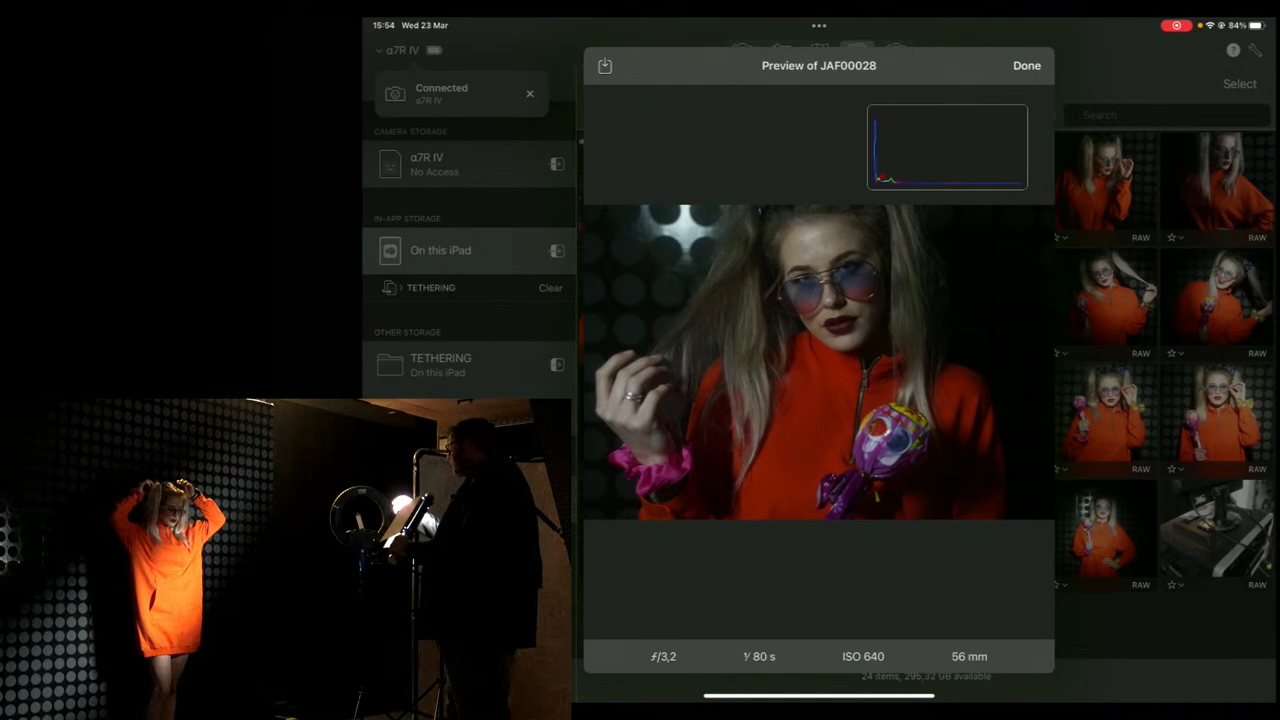 15:54 Wed 23 Mar
84%
α7R IV
Preview of JAF00028
Done
Connected
α7R IV
Select
Search
CAMERA STORAGE
α7R IV
No Access
IN-APP STORAGE
On this iPad
TETHERING
Clear
OTHER STORAGE
TETHERING
On this iPad
RAW
RAW
RAW
RAW
RAW
RAW
RAW
RAW
ƒ/3,2
¹⁄ 80 s
ISO 640
56 mm
24 items, 295,32 GB available